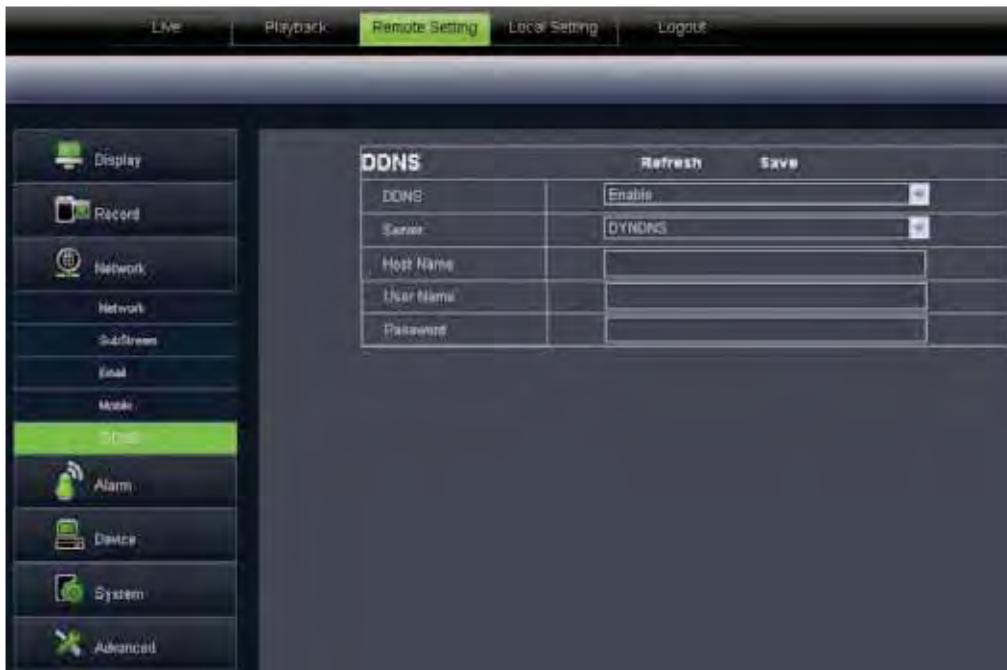 Live Playback Remote Setting Local Setting Logout
Display
Record
Network
Network
SubStream
Email
Mobile
DDNS
Alarm
Device
System
Advanced
DDNS Refresh Save
DDNS Enable
Server DYNDNS
Host Name
User Name
Password